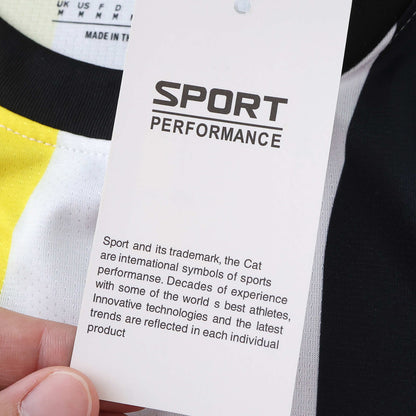 UK US F D
M M M M
MADE IN TH
SPORT
PERFORMANCE
Sport and its trademark, the Cat
are international symbols of sports
performanse. Decades of experience
with some of the world s best athletes,
Innovative technologies and the latest
trends are reflected in each individual
product